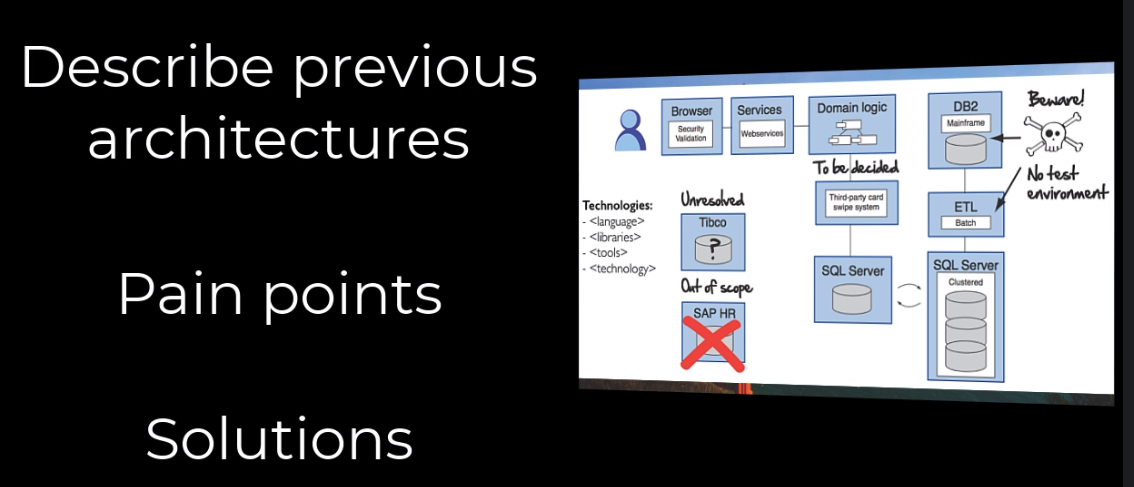 Describe previous
architectures
Pain points
Solutions
Browser
Security
Validation
Services
Webservices
Domain logic
To be decided
Third-party card
swipe system
SQL Server
DB2
Mainframe
Beware!
No test
environment
ETL
Batch
SQL Server
Clustered
Technologies:
- <language>
- <libraries>
- <tools>
- <technology>
Unresolved
Tibco
?
Out of scope
SAP HR